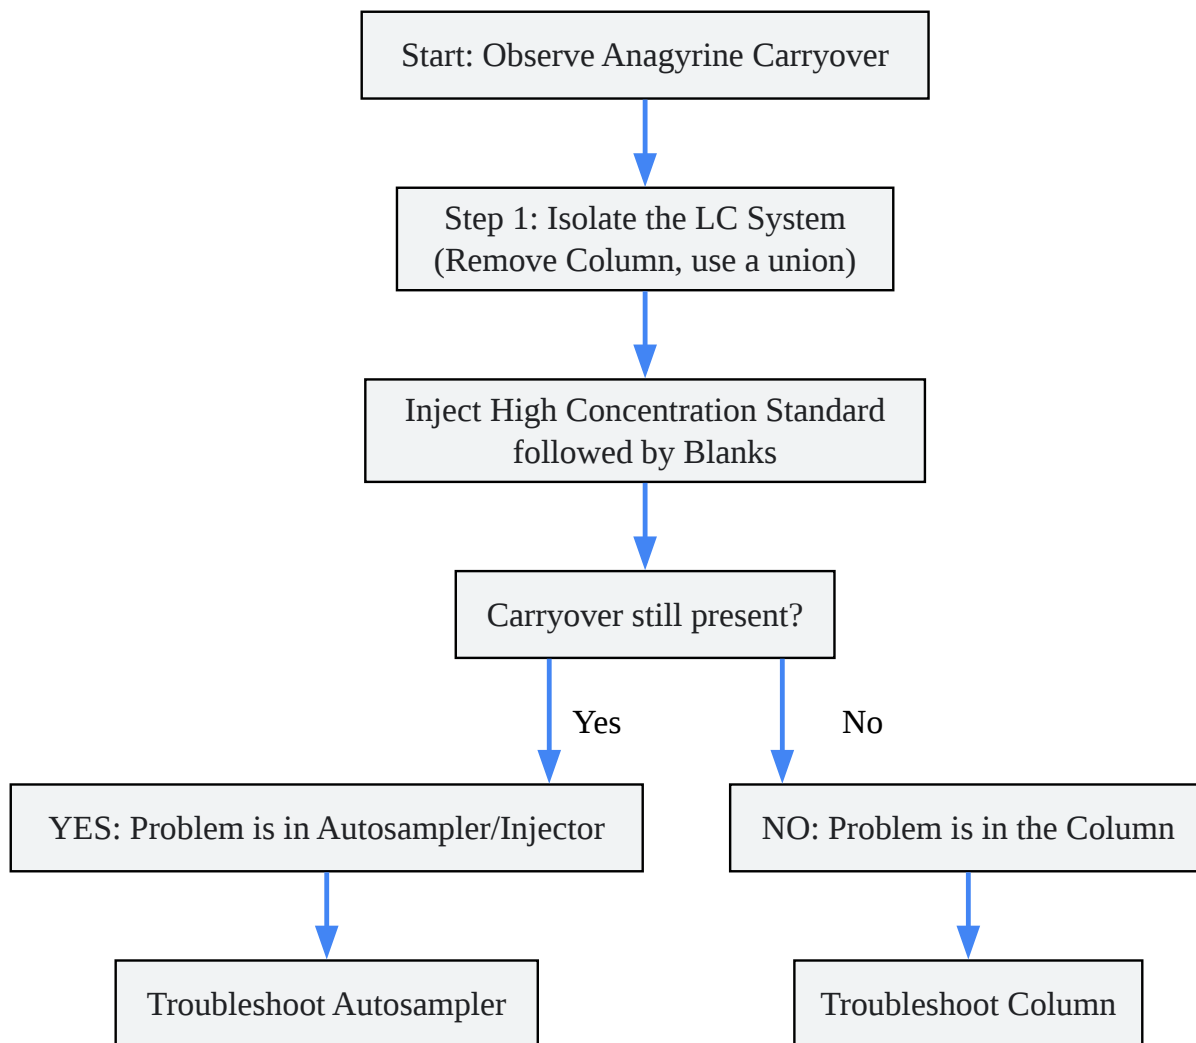 Start: Observe Anagyrine Carryover
Step 1: Isolate the LC System
(Remove Column, use a union)
Inject High Concentration Standard
followed by Blanks
Carryover still present?
Yes
No
YES: Problem is in Autosampler/Injector
NO: Problem is in the Column
Troubleshoot Autosampler
Troubleshoot Column